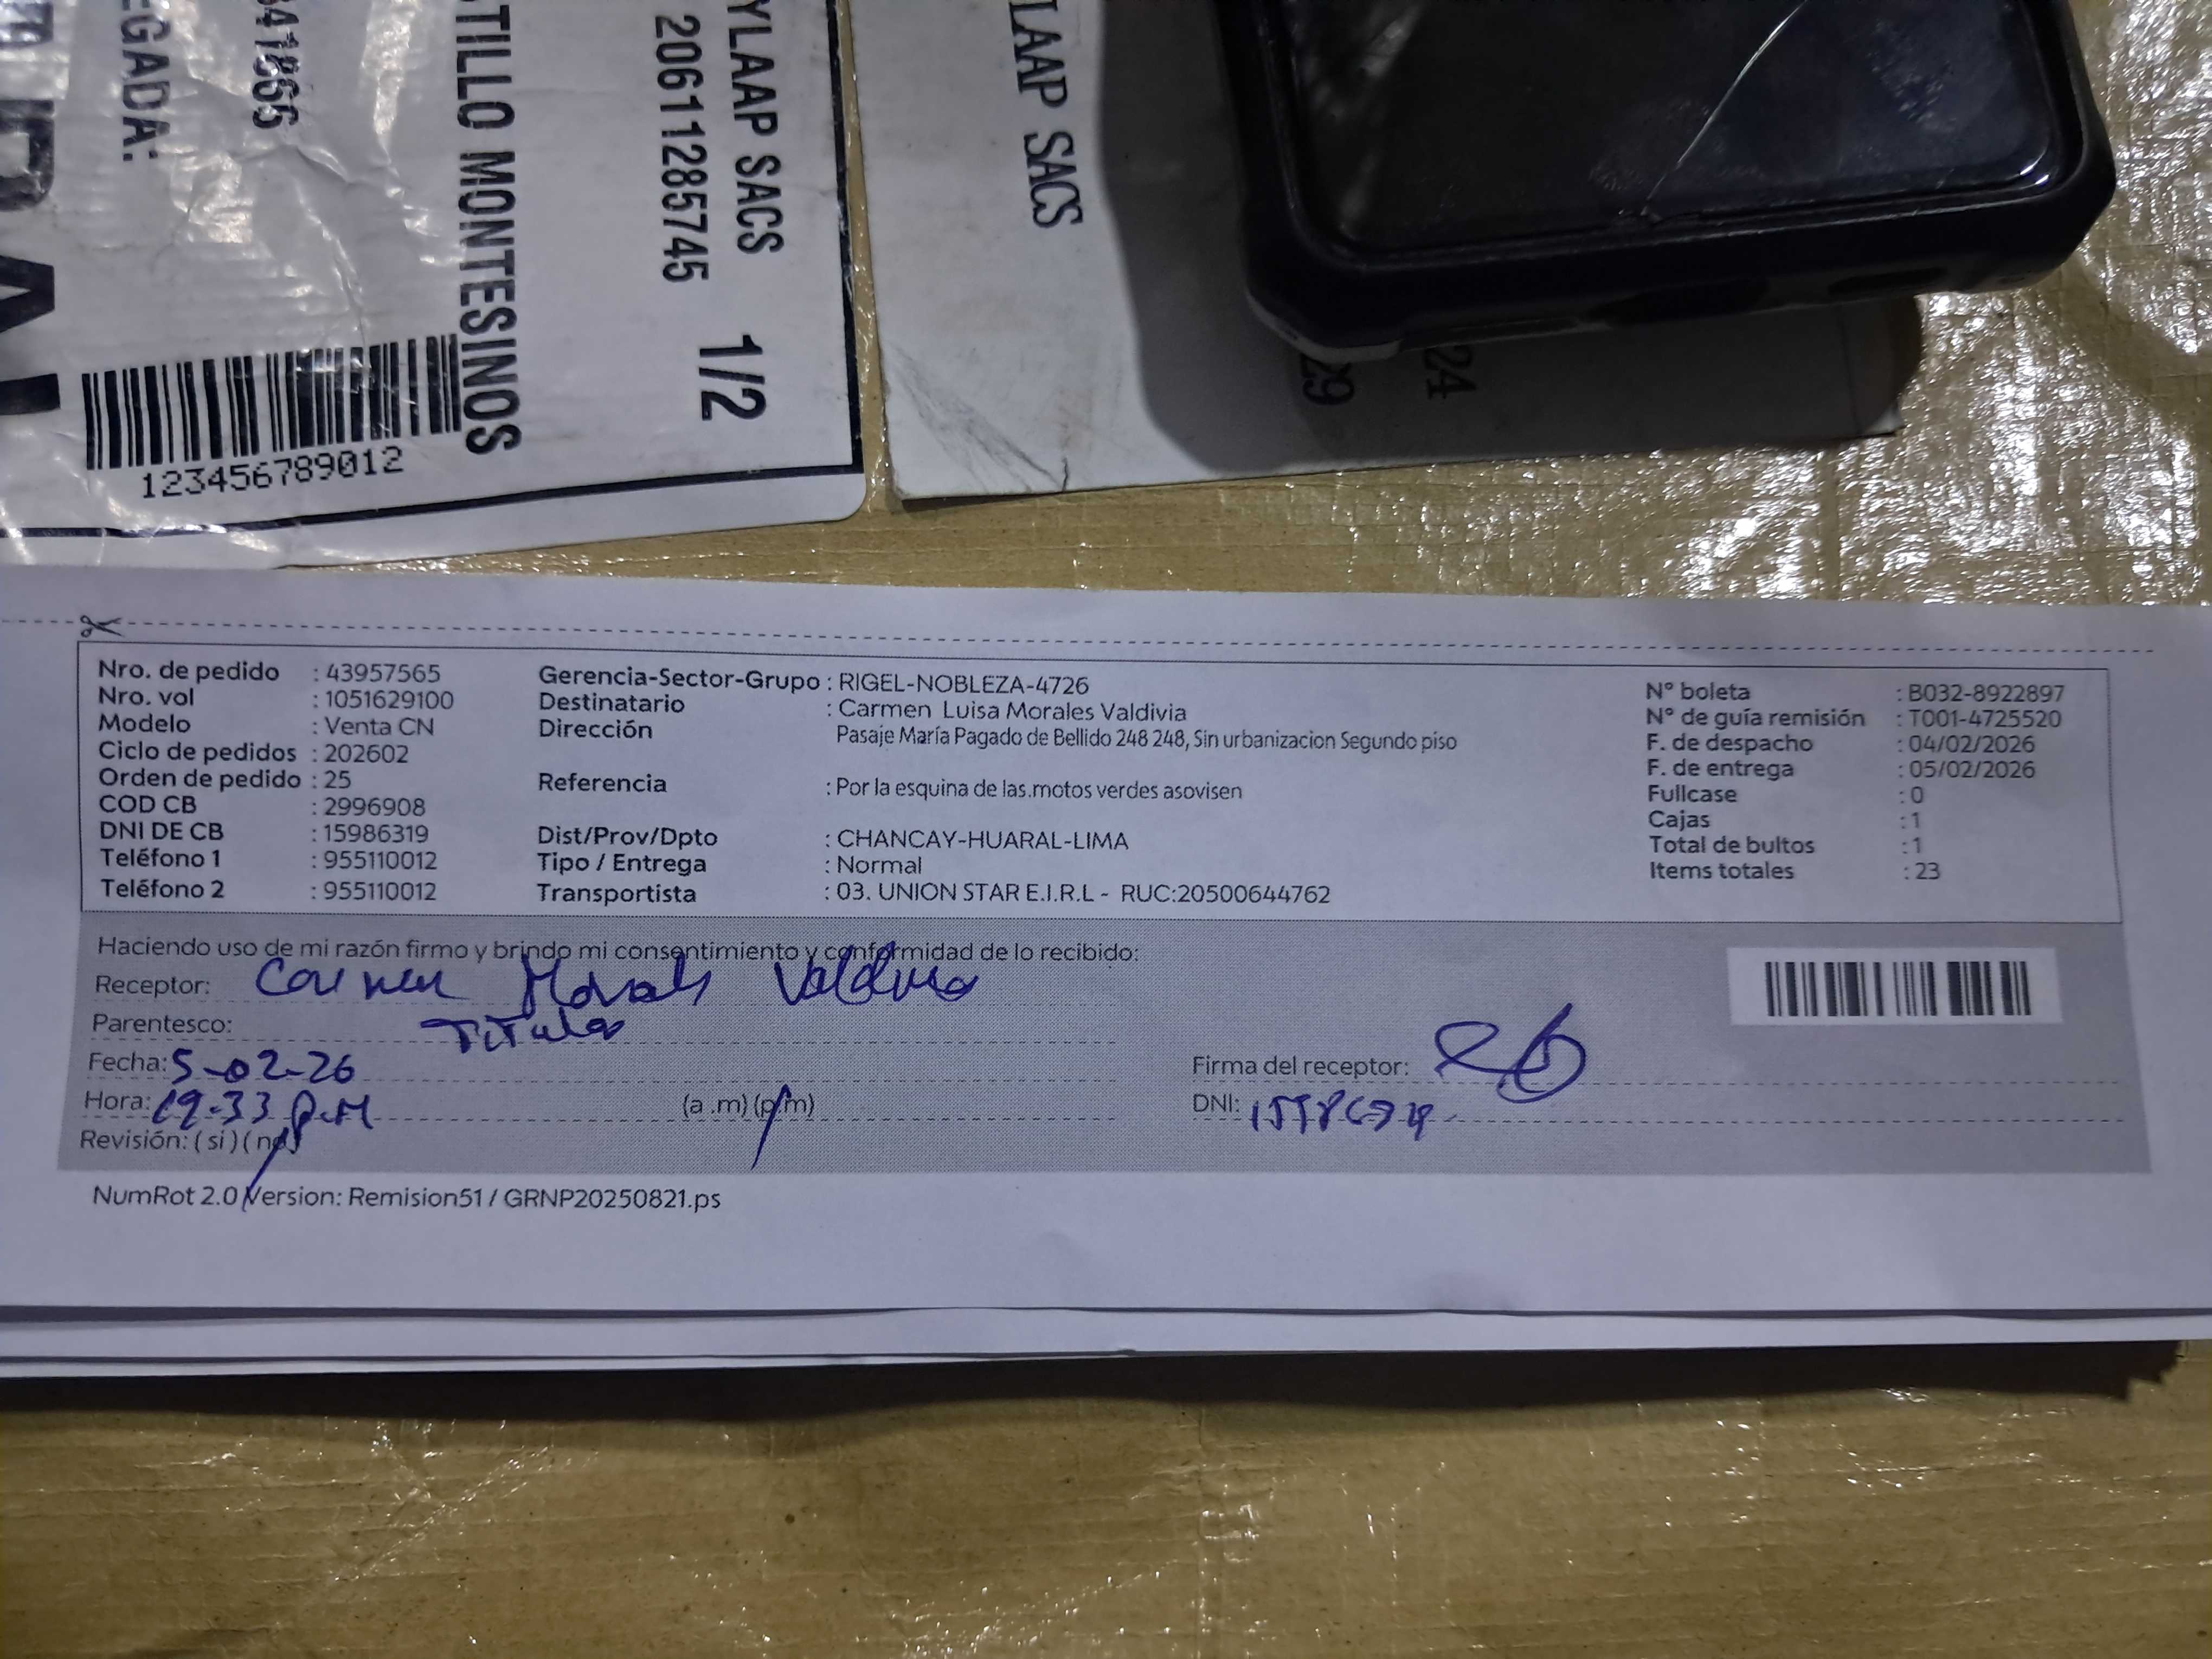 EGADA:
341866
STILLO MONTESINOS
20611285745
YLAAP SACS
1/2
123456789012
LAAP SACS
29
24
Nro. de pedido : 43957565
Nro. vol : 1051629100
Modelo : Venta CN
Ciclo de pedidos : 202602
Orden de pedido : 25
COD CB : 2996908
DNI DE CB : 15986319
Teléfono 1 : 955110012
Teléfono 2 : 955110012
Gerencia-Sector-Grupo : RIGEL-NOBLEZA-4726
Destinatario : Carmen Luisa Morales Valdivia
Dirección Pasaje María Pagado de Bellido 248 248, Sin urbanizacion Segundo piso
Referencia : Por la esquina de las.motos verdes asovisen
Dist/Prov/Dpto : CHANCAY-HUARAL-LIMA
Tipo / Entrega : Normal
Transportista : 03. UNION STAR E.I.R.L - RUC:20500644762
N° boleta : B032-8922897
N° de guía remisión : T001-4725520
F. de despacho : 04/02/2026
F. de entrega : 05/02/2026
Fullcase : 0
Cajas : 1
Total de bultos : 1
Items totales : 23
Haciendo uso de mi razón firmo y brindo mi consentimiento y conformidad de lo recibido:
Receptor: Carmen Morales Valdivia
Parentesco: Titular
Fecha: 5-02-26
Hora: 19.33 P.M (a .m) (p.m)
Revisión: ( si ) ( no )
Firma del receptor:
DNI:
NumRot 2.0 Version: Remision51 / GRNP20250821.ps